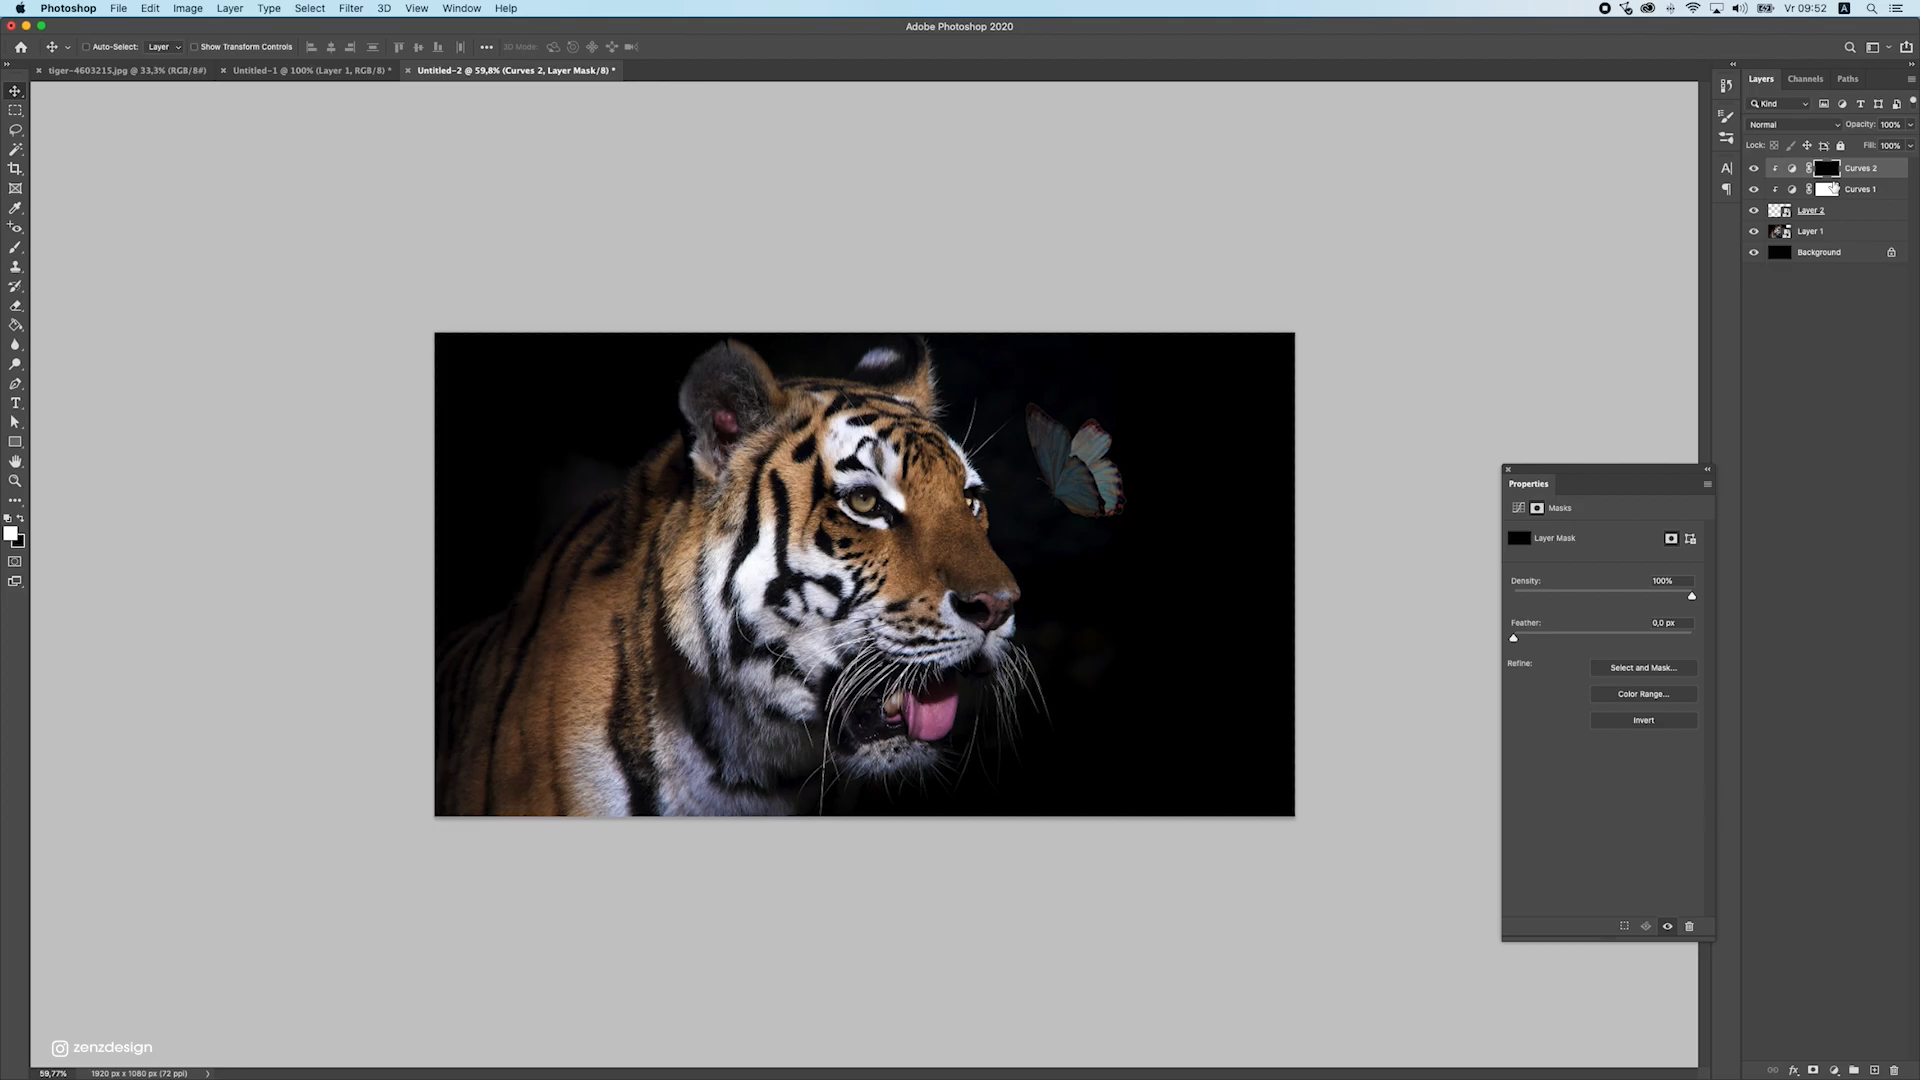 Photoshop File Edit Image Layer Type Select Filter 3D View Window Help Vr 09:52
Adobe Photoshop 2020
Auto-Select: Layer Show Transform Controls 3D Mode:
tiger-4603215.jpg @ 33,3% (RGB/8#) Untitled-1 @ 100% (Layer 1, RGB/8) * Untitled-2 @ 59,8% (Curves 2, Layer Mask/8) *
Layers Channels Paths
Kind
Normal Opacity: 100%
Lock: Fill: 100%
Curves 2
Curves 1
Layer 2
Layer 1
Background
Properties
Masks
Layer Mask
Density: 100%
Feather: 0,0 px
Refine: Select and Mask...
Color Range...
Invert
zenzdesign
59,77% 1920 px x 1080 px (72 ppi)